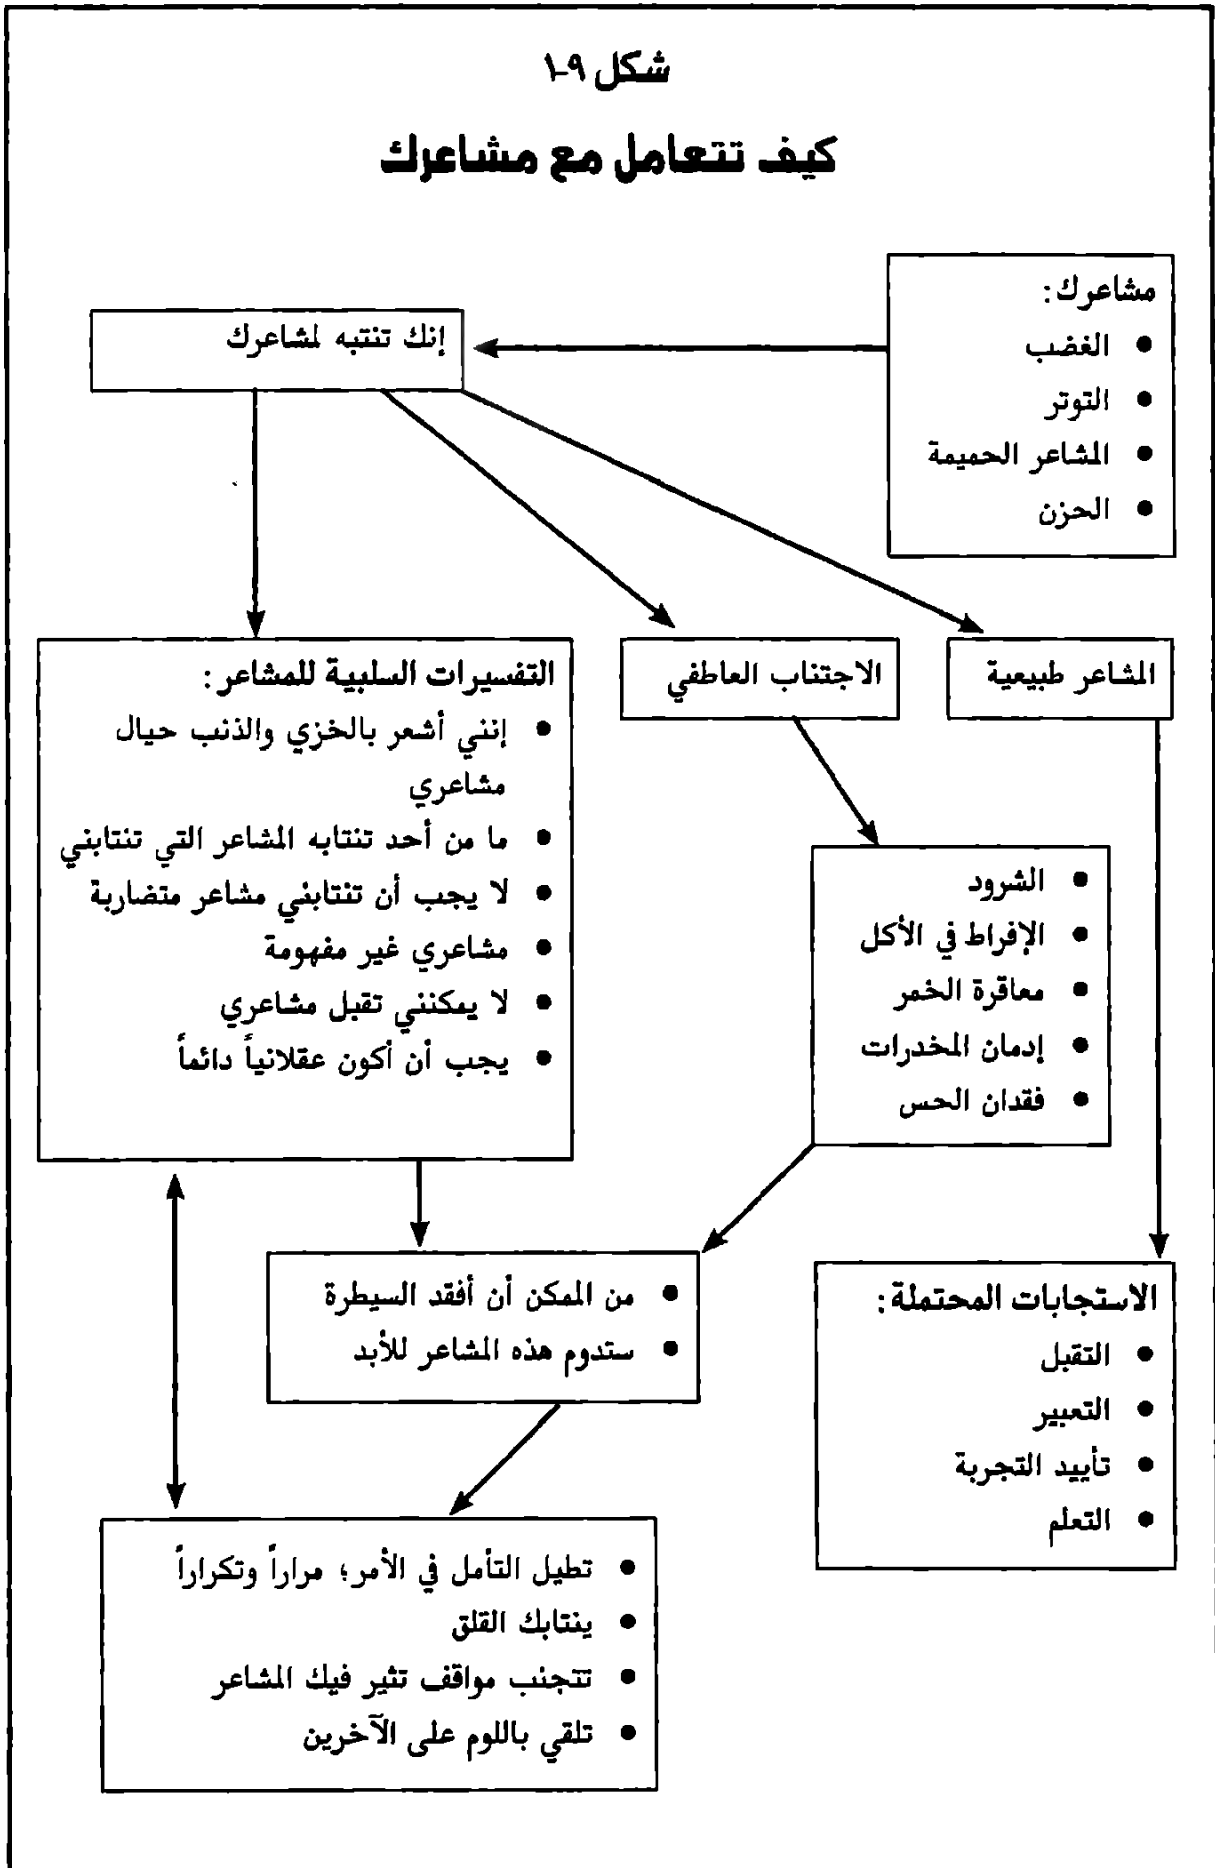 شكل ٩-١
كيف تتعامل مع مشاعرك
مشاعرك:
• الغضب
• التوتر
• المشاعر الحميمة
• الحزن
إنك تنتبه لمشاعرك
المشاعر طبيعية
الاجتناب العاطفي
التفسيرات السلبية للمشاعر:
• إنني أشعر بالخزي والذنب حيال
مشاعري
• ما من أحد تنتابه المشاعر التي تنتابني
• لا يجب أن تنتابني مشاعر متضاربة
• مشاعري غير مفهومة
• لا يمكنني تقبل مشاعري
• يجب أن أكون عقلانياً دائماً
• الشرود
• الإفراط في الأكل
• معاقرة الخمر
• إدمان المخدرات
• فقدان الحس
• من الممكن أن أفقد السيطرة
• ستدوم هذه المشاعر للأبد
الاستجابات المحتملة:
• التقبل
• التعبير
• تأييد التجربة
• التعلم
• تطيل التأمل في الأمر؛ مراراً وتكراراً
• ينتابك القلق
• تتجنب مواقف تثير فيك المشاعر
• تلقي باللوم على الآخرين